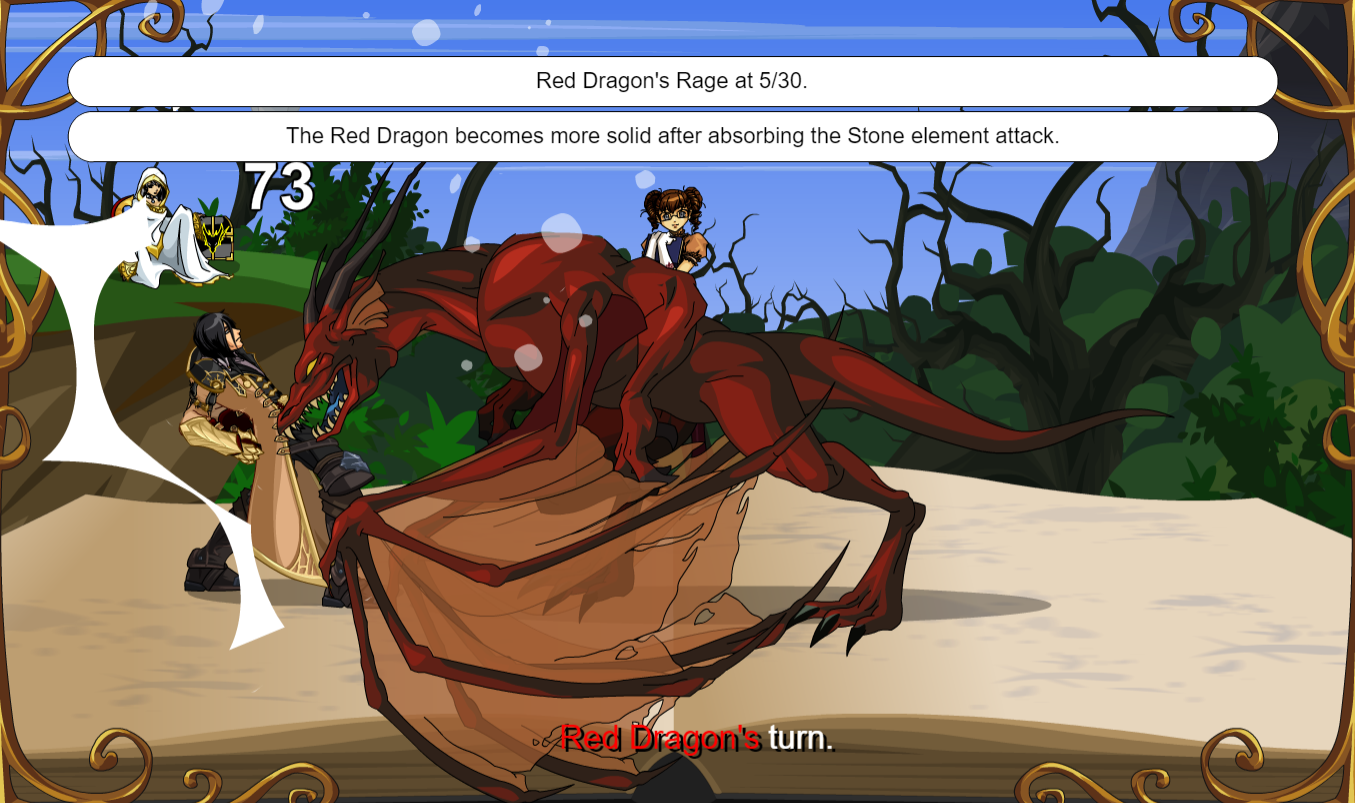 Red Dragon's Rage at 5/30.
The Red Dragon becomes more solid after absorbing the Stone element attack.
73
Red Dragon's turn.